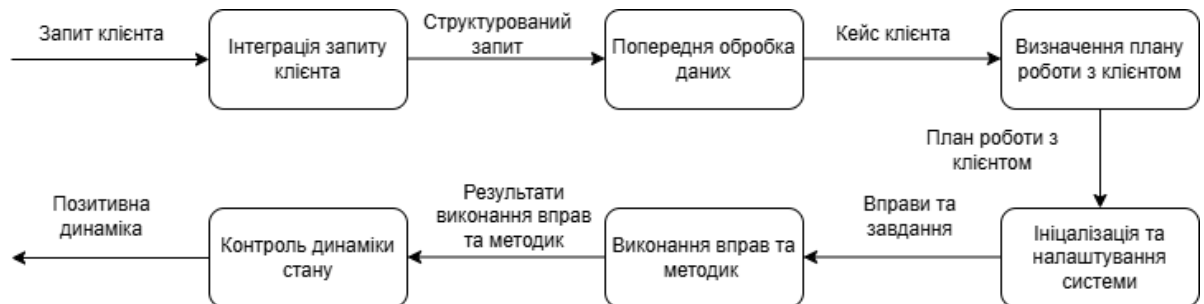 Запит клієнта
Інтеграція запиту
клієнта
Структурований
запит
Попередня обробка
даних
Кейс клієнта
Визначення плану
роботи з клієнтом
План роботи з
клієнтом
Ініцалізація та
налаштування
системи
Вправи та
завдання
Виконання вправ та
методик
Результати
виконання вправ
та методик
Контроль динаміки
стану
Позитивна
динаміка